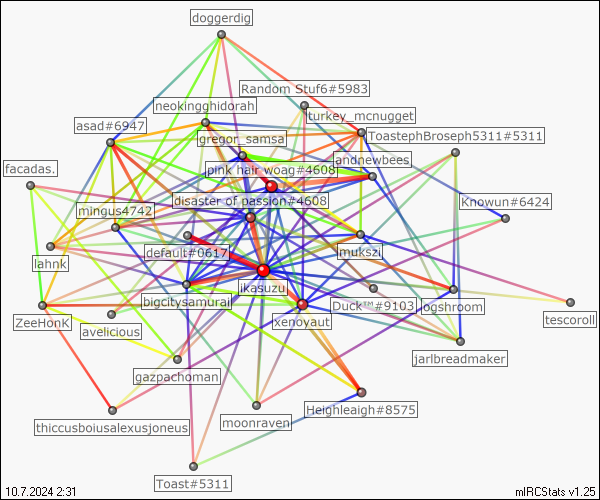 doggerdig
Random Stuf6#5983
neokingghidorah
turkey_mcnugget
asad#6947
ToastephBroseph5311#5311
gregor_samsa
andnewbees
facadas.
pink hair woag#4608
disaster of passion#4608
Knowun#6424
mingus4742
default#0617
imukszi
lahnk
ikasuzu
bigcitysamurai
Duck™#9103
ogshroom
xenoyaut
tescoroll
ZeeHonK
avelicious
jarlbreadmaker
gazpachoman
Heighleaigh#8575
thiccusboiusalexusjoneus
moonraven
Toast#5311
10.7.2024 2:31
mIRCStats v1.25